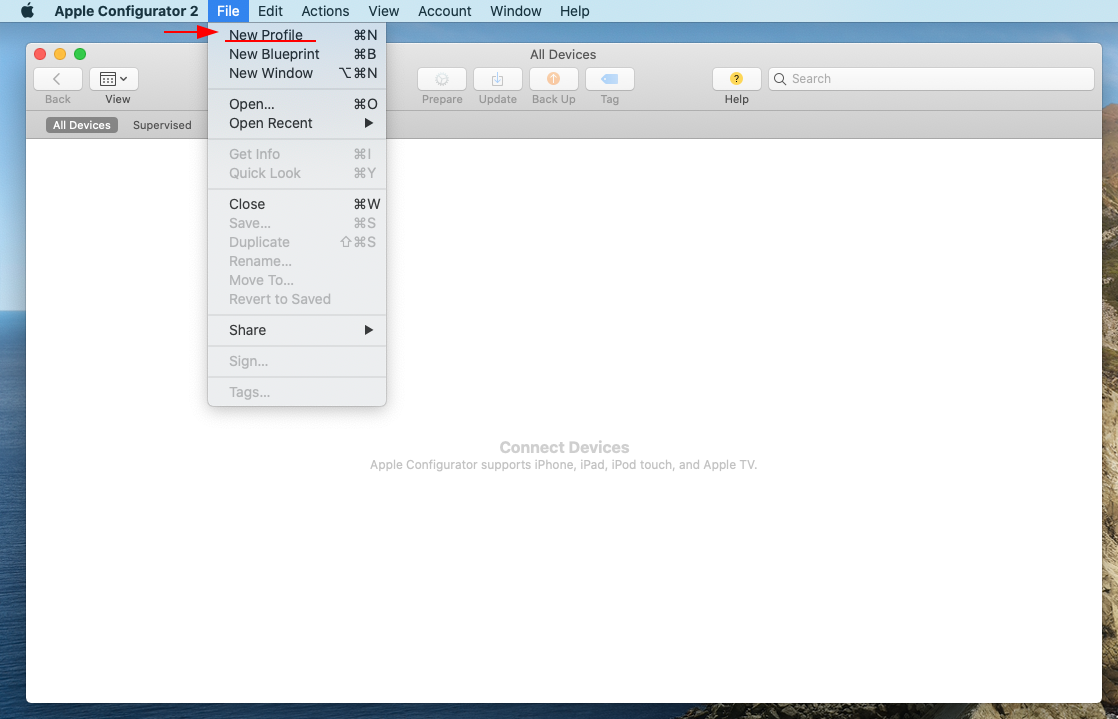 Apple Configurator 2 File Edit Actions View Account Window Help
New Profile ⌘N
New Blueprint ⌘B
New Window ⌥⌘N
Open... ⌘O
Open Recent ▶
Get Info ⌘I
Quick Look ⌘Y
Close ⌘W
Save... ⌘S
Duplicate ⇧⌘S
Rename...
Move To...
Revert to Saved
Share ▶
Sign...
Tags...
All Devices
Back View Prepare Update Back Up Tag ? Help Search
All Devices Supervised
Connect Devices
Apple Configurator supports iPhone, iPad, iPod touch, and Apple TV.